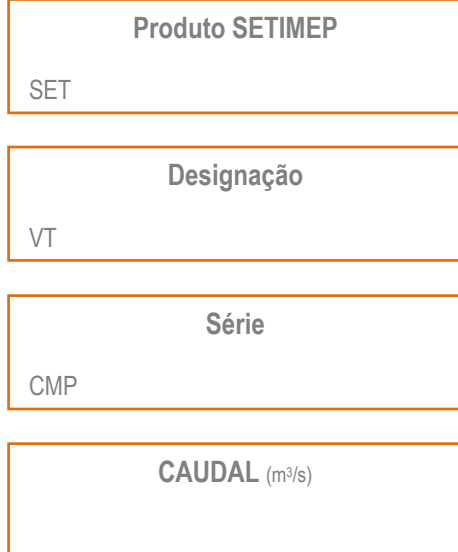 Produto SETIMEP
SET
Designação
VT
Série
CMP
CAUDAL (m³/s)